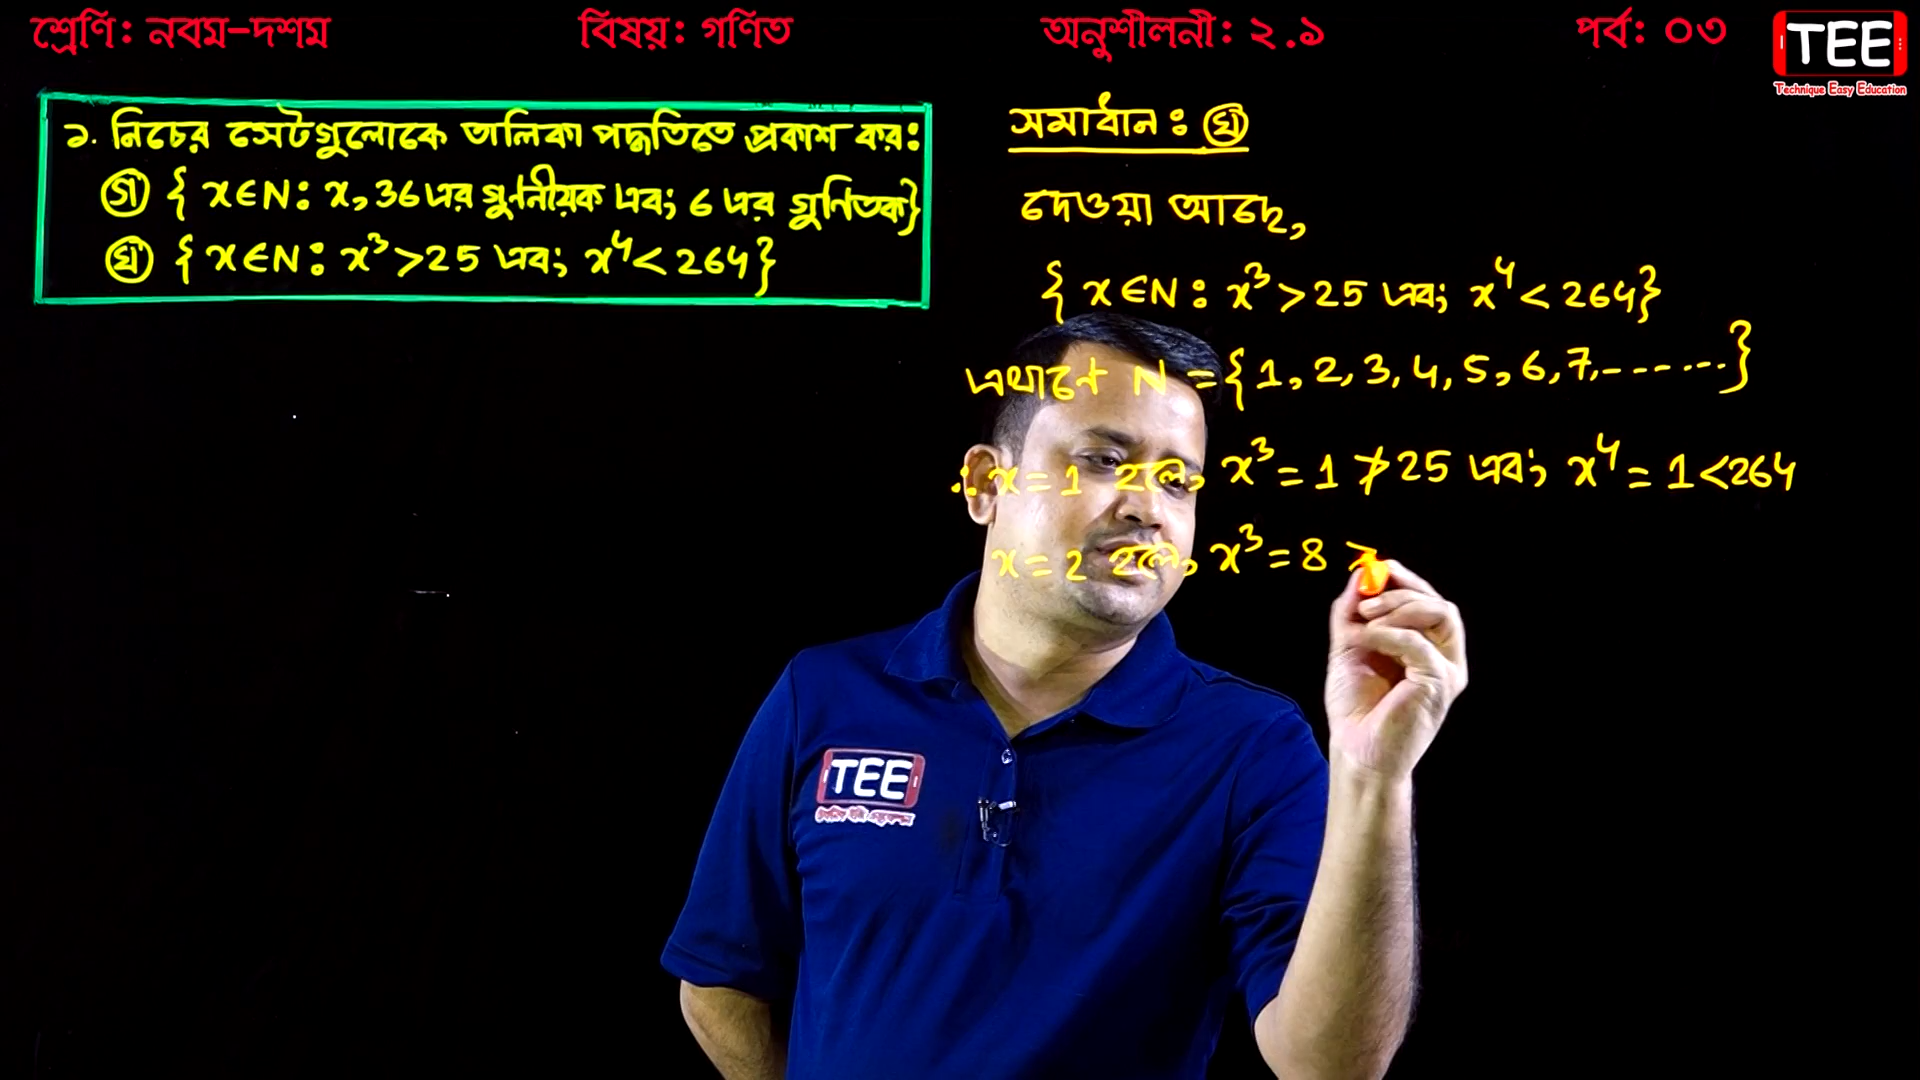 শ্রেণি: নবম-দশম বিষয়: গণিত অনুশীলনী: ২.১ পর্ব: ০৩
TEE
Technique Easy Education
১. নিচের সেটগুলোকে তালিকা পদ্ধতিতে প্রকাশ কর:
গ { x∈N: x, 36 এর গুণনীয়ক এবং 6 এর গুণিতক}
ঘ { x∈N: x³>25 এবং x⁴<264}
সমাধান: ঘ
দেওয়া আছে,
{ x∈N: x³>25 এবং x⁴<264}
এখানে N = {1, 2, 3, 4, 5, 6, 7,-------}
∴ x=1 হলে, x³=1≯25 এবং x⁴=1<264
x=2 হলে, x³=8 >
TEE